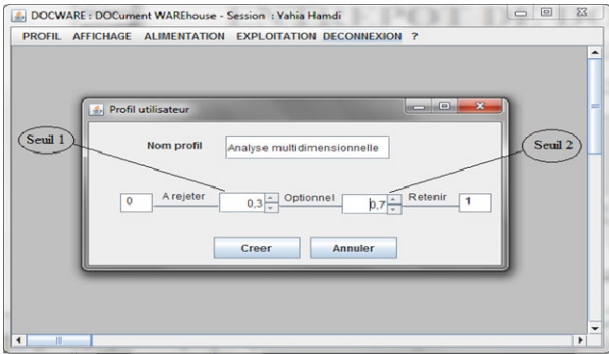 DOCWARE : DOCument WAREhouse - Session : Yahia Hamdi
PROFIL AFFICHAGE ALIMENTATION EXPLOITATION DECONNEXION ?
Profil utilisateur
Seuil 1
Nom profil Analyse multidimensionnelle
Seuil 2
0 A rejeter 0,3 Optionnel 0,7 Retenir 1
Creer Annuler